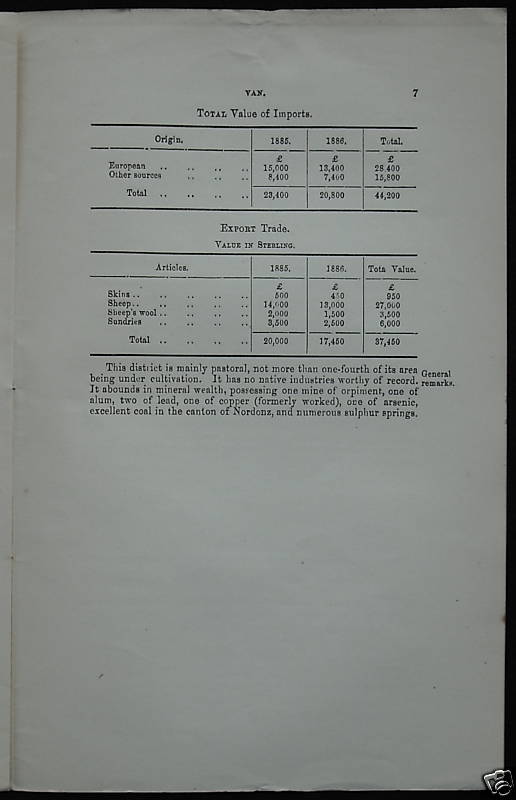 VAN. 7
TOTAL Value of Imports.
Origin. 1885. 1886. Total.
£ £ £
European .. .. .. .. 15,000 13,400 28 400
Other sources .. .. .. 8,400 7,400 15,800
Total .. .. .. .. 23,400 20,800 44,200
EXPORT Trade.
VALUE IN STERLING.
Articles. 1885. 1886. Tota Value.
£ £ £
Skins .. .. .. .. .. 500 450 950
Sheep .. .. .. .. .. 14,000 13,000 27,000
Sheep's wool .. .. .. .. 2,000 1,500 3,500
Sundries .. .. .. .. 3,500 2,500 6,000
Total .. .. .. .. 20,000 17,450 37,450
This district is mainly pastoral, not more than one-fourth of its area General
being under cultivation. It has no native industries worthy of record. remarks.
It abounds in mineral wealth, possessing one mine of orpiment, one of
alum, two of lead, one of copper (formerly worked), one of arsenic,
excellent coal in the canton of Nordonz, and numerous sulphur springs.